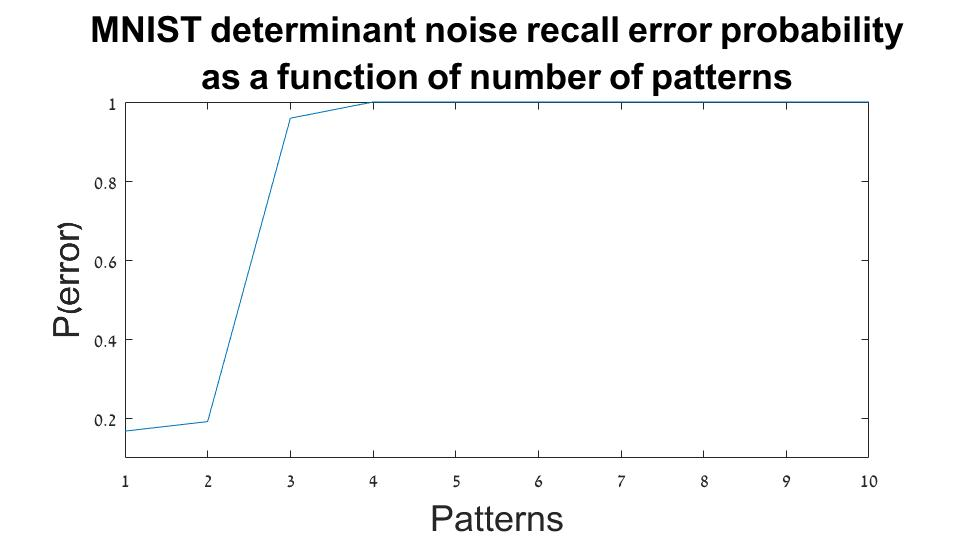 MNIST determinant noise recall error probability
as a function of number of patterns
1
0.8
0.6
0.4
0.2
P(error)
1 2 3 4 5 6 7 8 9 10
Patterns